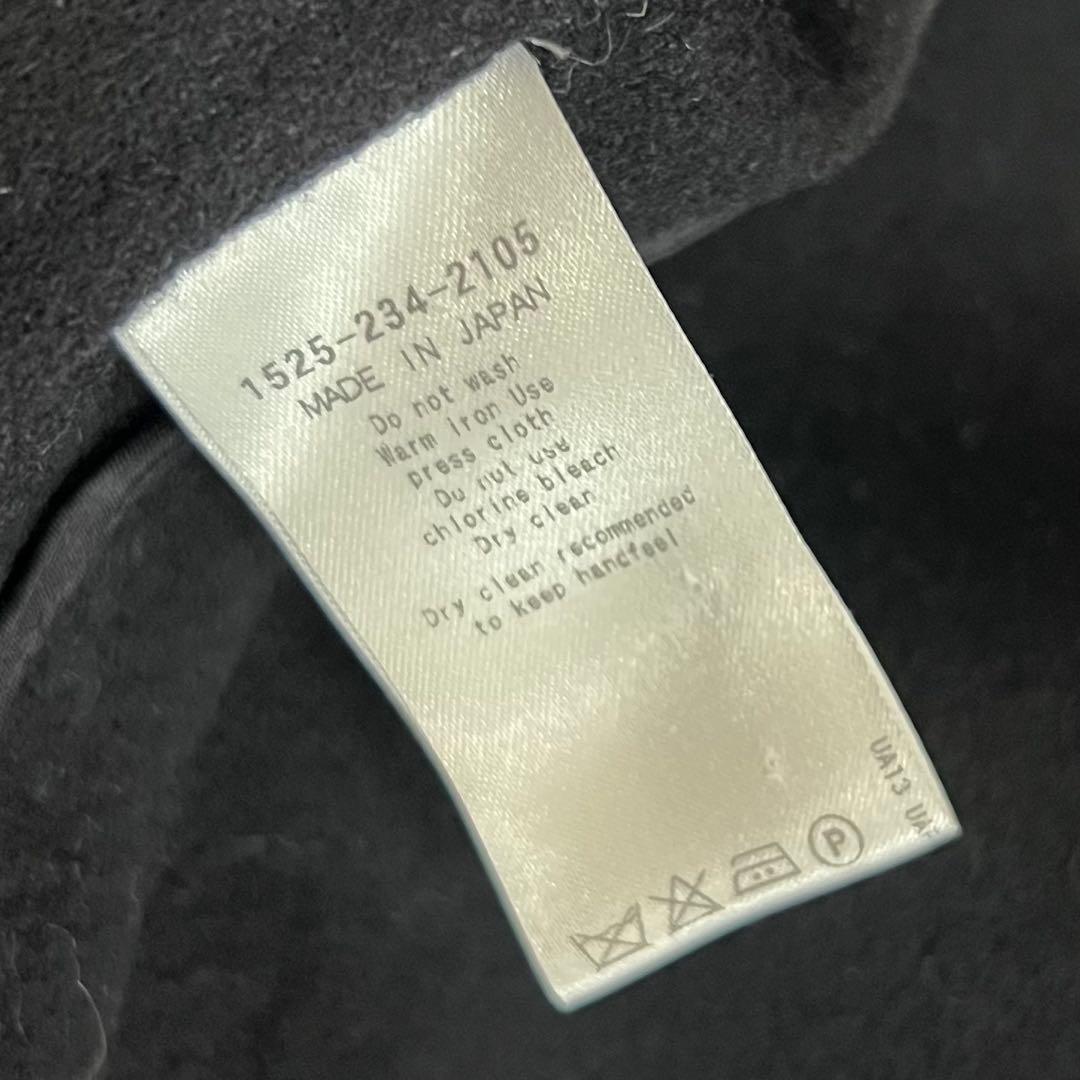 1525-234-2105
MADE IN JAPAN
Do not wash
Warm Iron Use
press cloth
Do not use
chlorine bleach
Dry clean
Dry clean recommended
to keep handfeel
UA13
P